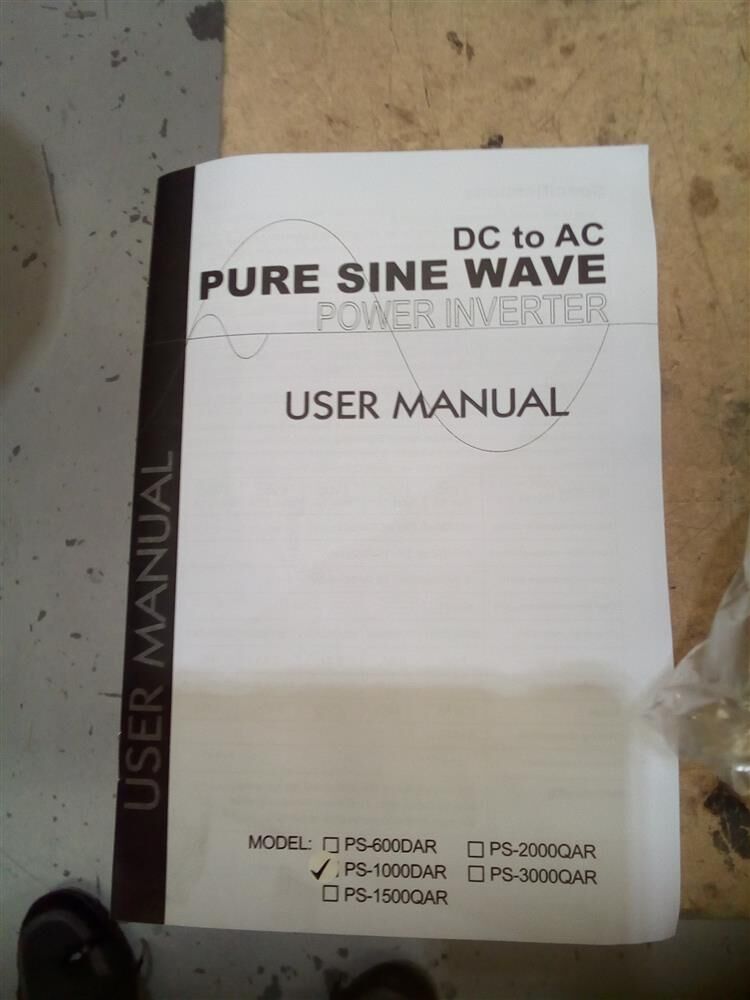 DC to AC
PURE SINE WAVE
POWER INVERTER
USER MANUAL
USER MANUAL
MODEL: ☐ PS-600DAR ☐ PS-2000QAR
✓ PS-1000DAR ☐ PS-3000QAR
☐ PS-1500QAR